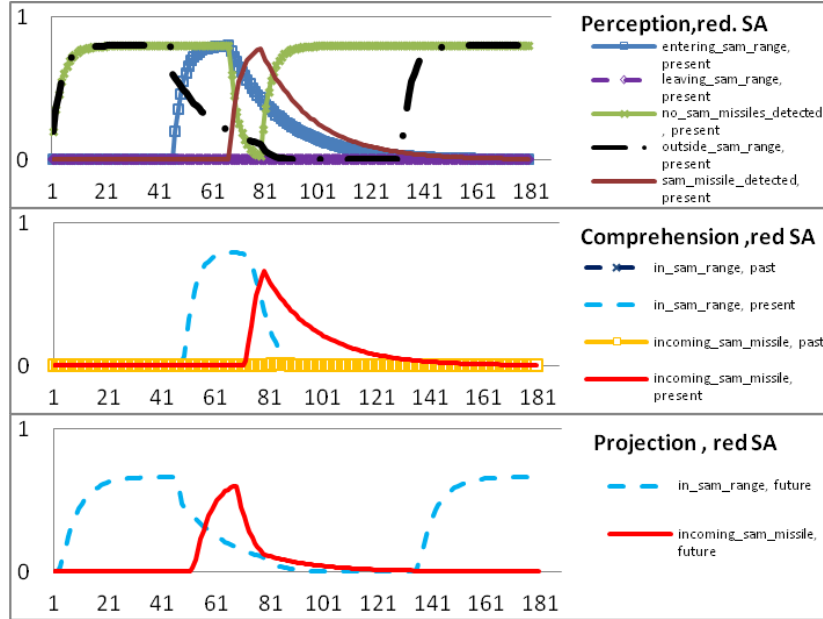 1
0
1 21 41 61 81 101 121 141 161 181
Perception,red. SA
entering_sam_range,
present
leaving_sam_range,
present
no_sam_missiles_detected
, present
outside_sam_range,
present
sam_missile_detected,
present
1
0
1 21 41 61 81 101 121 141 161 181
Comprehension ,red SA
in_sam_range, past
in_sam_range, present
incoming_sam_missile, past
incoming_sam_missile,
present
1
0
1 21 41 61 81 101 121 141 161 181
Projection , red SA
in_sam_range, future
incoming_sam_missile,
future